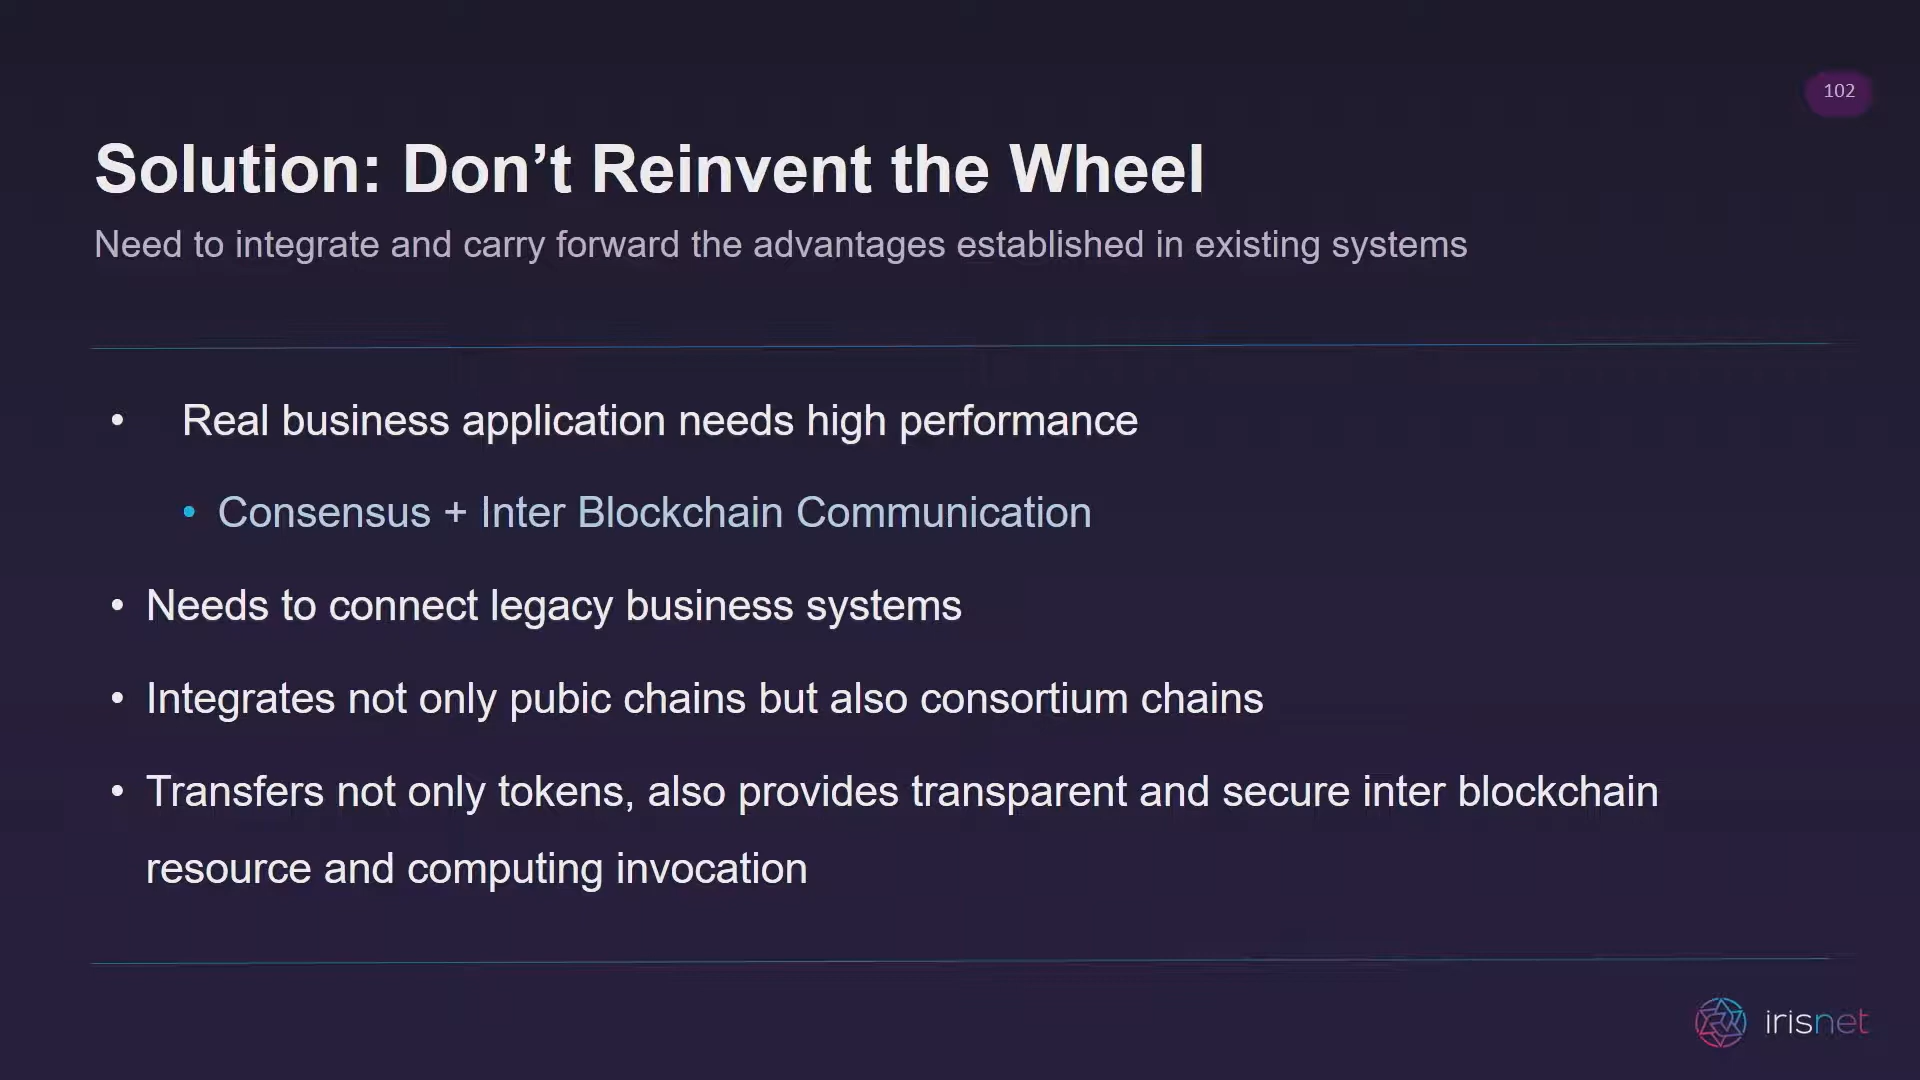 102
Solution: Don’t Reinvent the Wheel
Need to integrate and carry forward the advantages established in existing systems
• Real business application needs high performance
• Consensus + Inter Blockchain Communication
• Needs to connect legacy business systems
• Integrates not only pubic chains but also consortium chains
• Transfers not only tokens, also provides transparent and secure inter blockchain
resource and computing invocation
irisnet